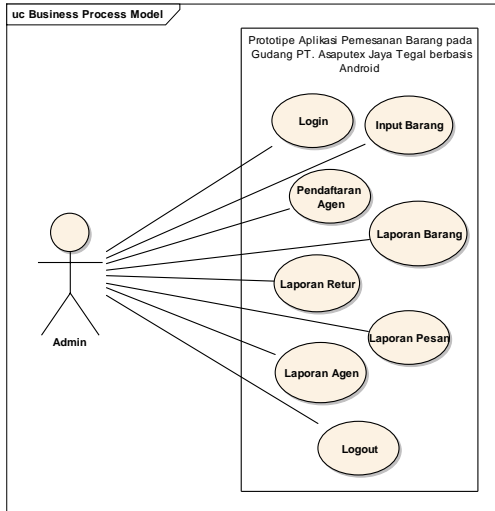 uc Business Process Model
Prototipe Aplikasi Pemesanan Barang pada
Gudang PT. Asaputex Jaya Tegal berbasis
Android
Login
Input Barang
Pendaftaran
Agen
Laporan Barang
Laporan Retur
Admin
Laporan Pesan
Laporan Agen
Logout